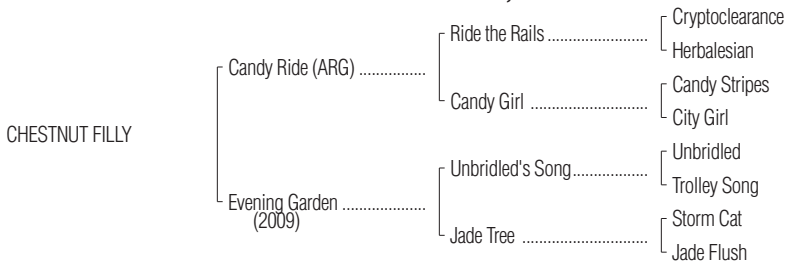 Cryptoclearance
Ride the Rails ........................
Herbalesian
Candy Ride (ARG) ................
Candy Stripes
Candy Girl ............................
City Girl
CHESTNUT FILLY
Unbridled
Unbridled's Song..................
Trolley Song
Evening Garden ....................
(2009)
Storm Cat
Jade Tree ..............................
Jade Flush